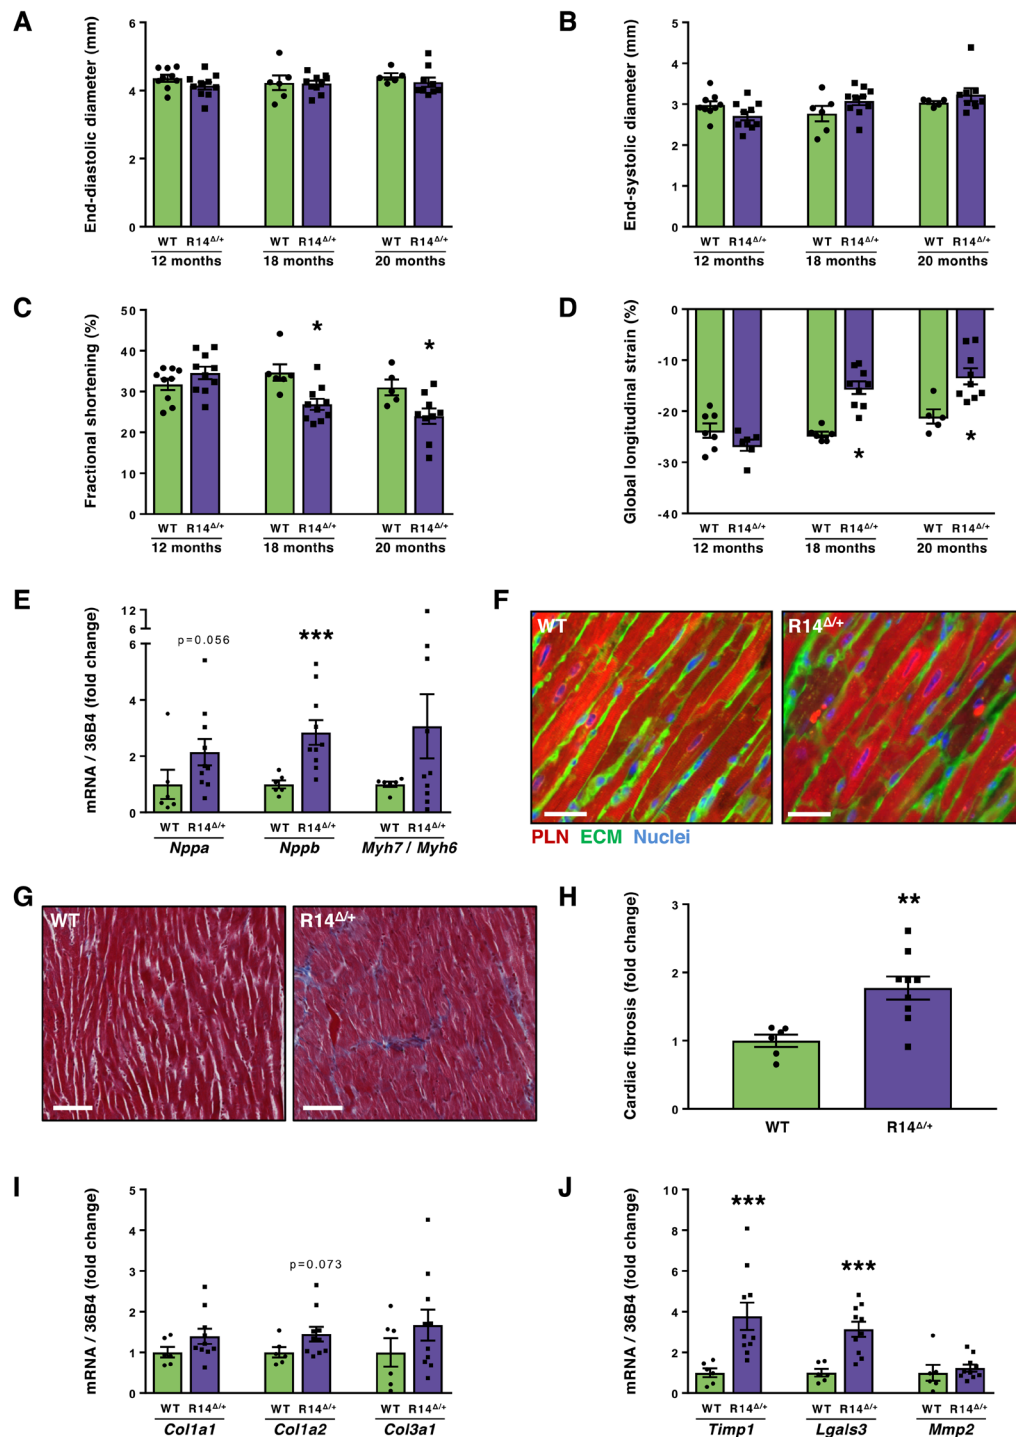 A
End-diastolic diameter (mm)
6
4
2
0
WT R14Δ/+ WT R14Δ/+ WT R14Δ/+
12 months 18 months 20 months
B
End-systolic diameter (mm)
5
4
3
2
1
0
WT R14Δ/+ WT R14Δ/+ WT R14Δ/+
12 months 18 months 20 months
C
Fractional shortening (%)
50
40
30
20
10
0
* *
WT R14Δ/+ WT R14Δ/+ WT R14Δ/+
12 months 18 months 20 months
D
Global longitudinal strain (%)
0
-10
-20
-30
-40
* *
WT R14Δ/+ WT R14Δ/+ WT R14Δ/+
12 months 18 months 20 months
E
mRNA / 36B4 (fold change)
12
6
6
4
2
0
p=0.056 ***
WT R14Δ/+ WT R14Δ/+ WT R14Δ/+
Nppa Nppb Myh7 / Myh6
F
WT R14Δ/+
PLN ECM Nuclei
G
WT R14Δ/+
H
Cardiac fibrosis (fold change)
3
2
1
0
**
WT R14Δ/+
I
mRNA / 36B4 (fold change)
5
4
3
2
1
0
p=0.073
WT R14Δ/+ WT R14Δ/+ WT R14Δ/+
Col1a1 Col1a2 Col3a1
J
mRNA / 36B4 (fold change)
10
8
6
4
2
0
*** ***
WT R14Δ/+ WT R14Δ/+ WT R14Δ/+
Timp1 Lgals3 Mmp2